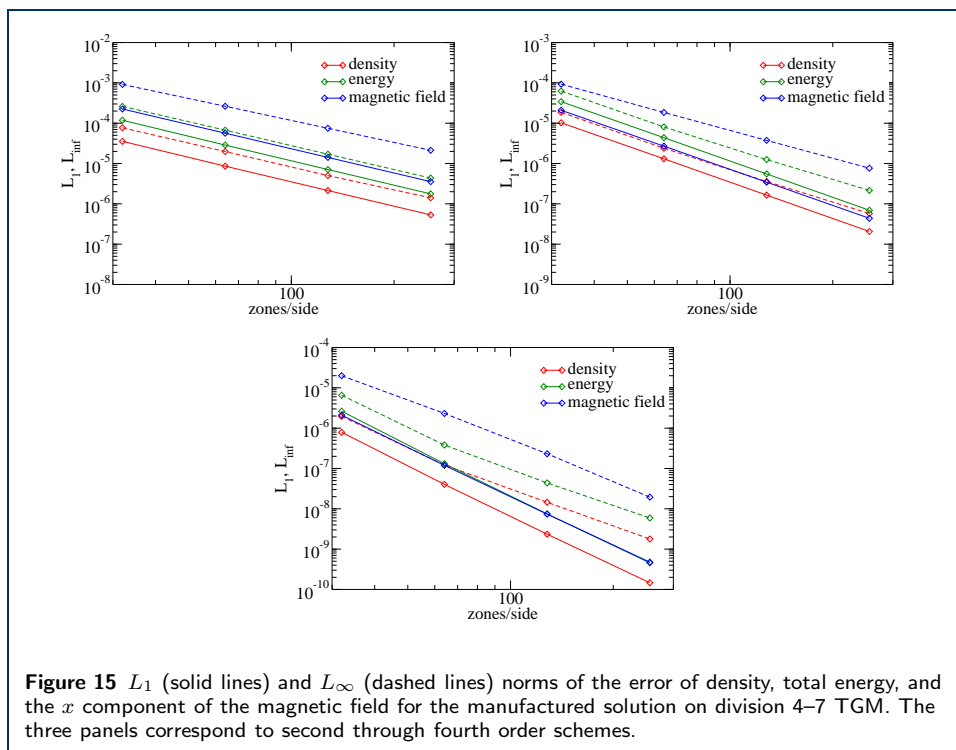 10^-2
10^-3
10^-4
10^-5
10^-6
10^-7
10^-8
L_1, L_inf
density
energy
magnetic field
100
zones/side
10^-3
10^-4
10^-5
10^-6
10^-7
10^-8
10^-9
L_1, L_inf
density
energy
magnetic field
100
zones/side
10^-4
10^-5
10^-6
10^-7
10^-8
10^-9
10^-10
L_1, L_inf
density
energy
magnetic field
100
zones/side
Figure 15 L_1 (solid lines) and L_∞ (dashed lines) norms of the error of density, total energy, and
the x component of the magnetic field for the manufactured solution on division 4–7 TGM. The
three panels correspond to second through fourth order schemes.